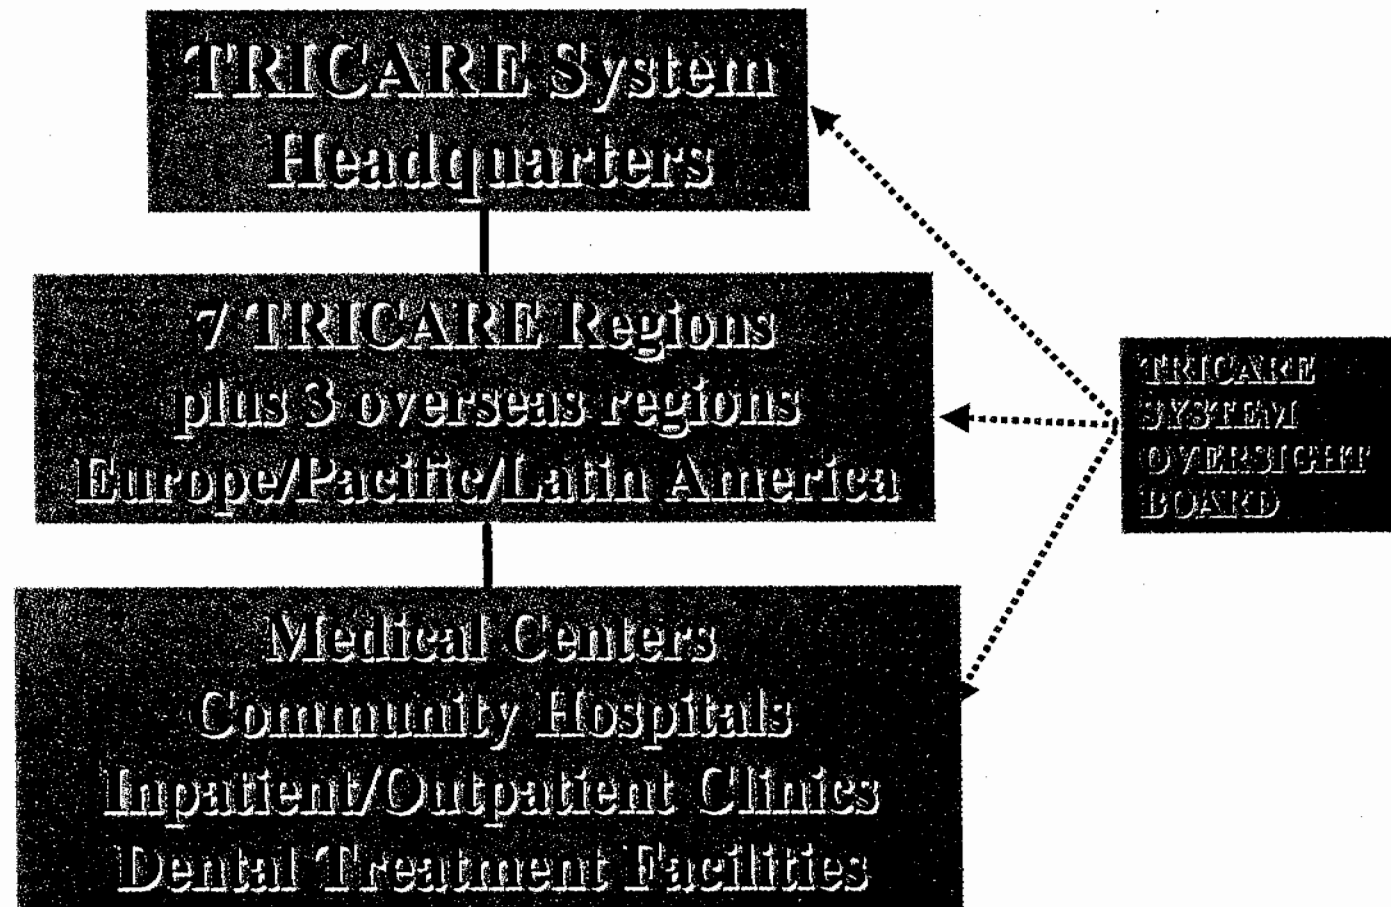 TRICARE System
Headquarters
7 TRICARE Regions
plus 3 overseas regions
Europe/Pacific/Latin America
TRICARE
SYSTEM
OVERSIGHT
BOARD
Medical Centers
Community Hospitals
Inpatient/Outpatient Clinics
Dental Treatment Facilities